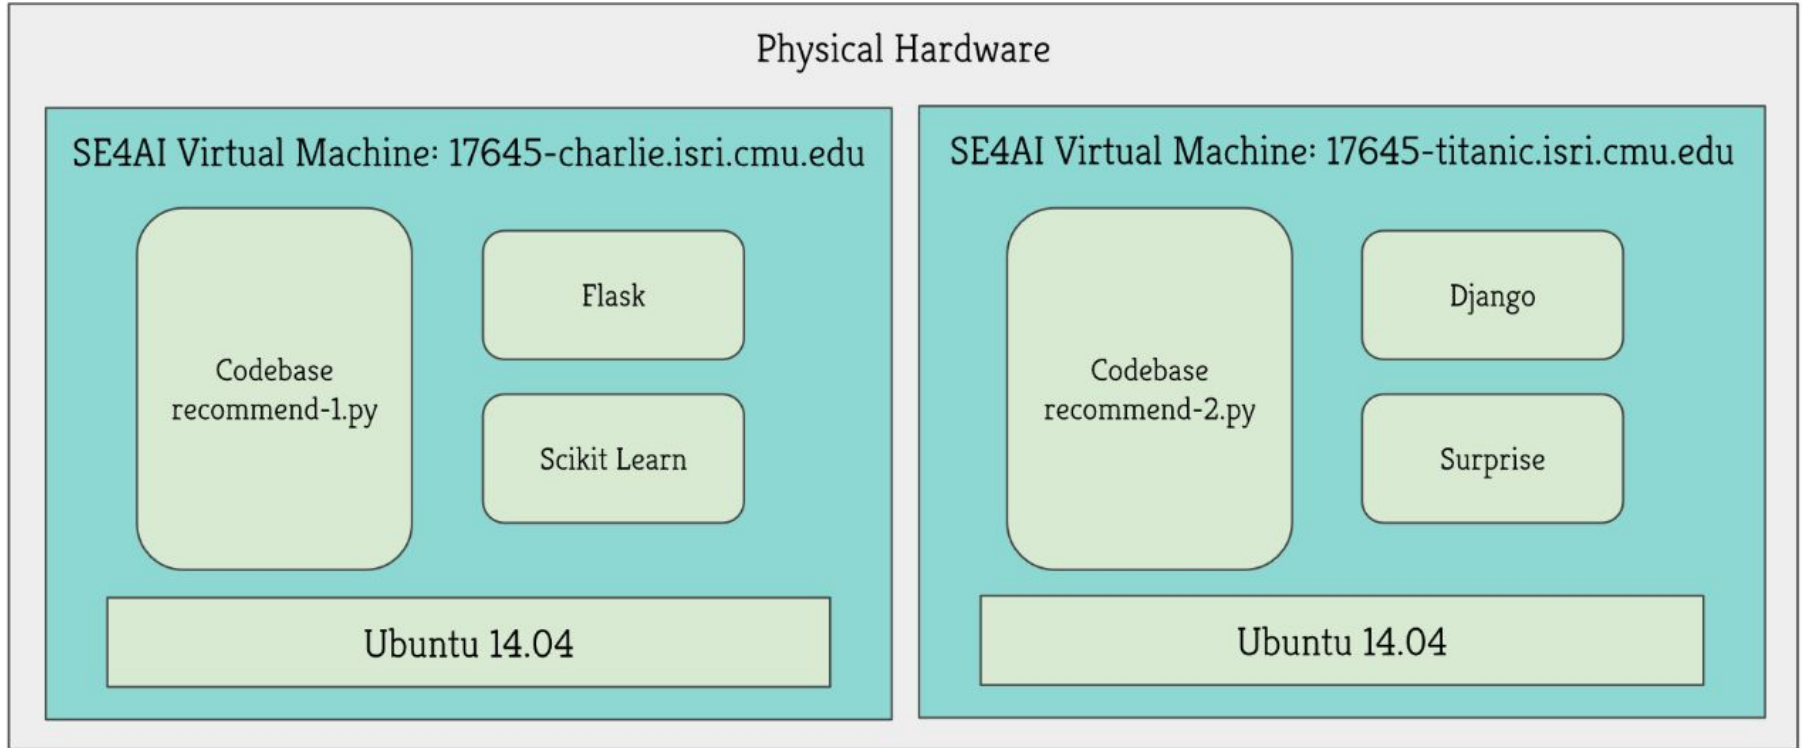 Physical Hardware
SE4AI Virtual Machine: 17645-charlie.isri.cmu.edu
Codebase
recommend-1.py
Flask
Scikit Learn
Ubuntu 14.04
SE4AI Virtual Machine: 17645-titanic.isri.cmu.edu
Codebase
recommend-2.py
Django
Surprise
Ubuntu 14.04